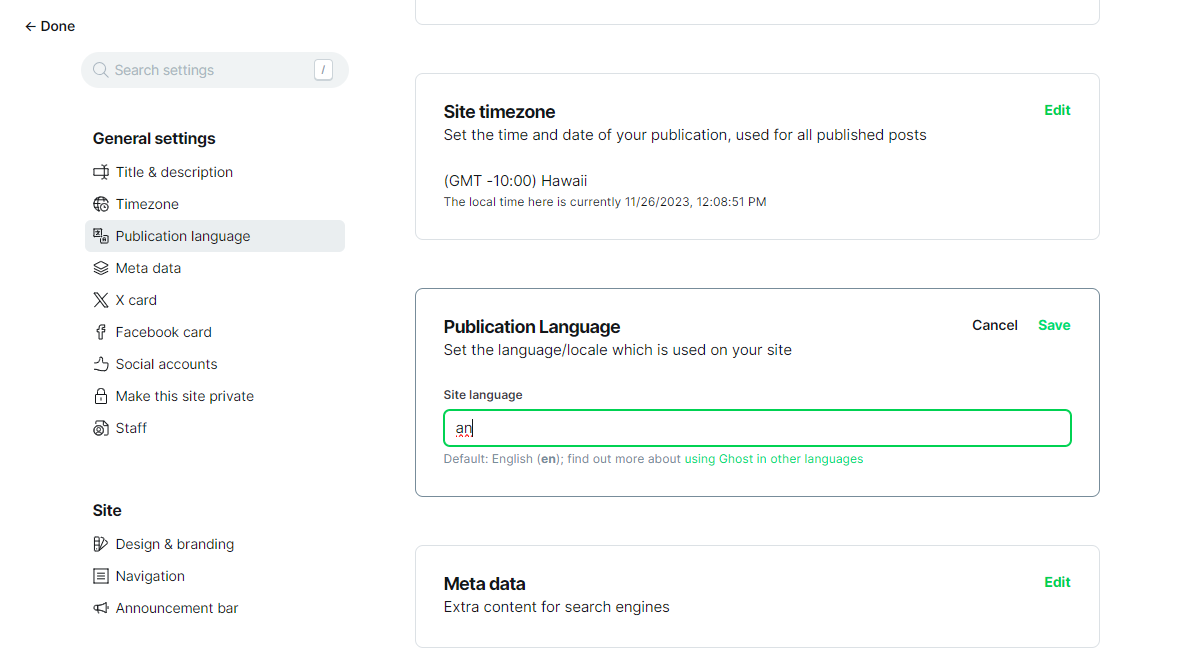 ← Done
Search settings /
General settings
Title & description
Timezone
Publication language
Meta data
X card
Facebook card
Social accounts
Make this site private
Staff
Site
Design & branding
Navigation
Announcement bar
Site timezone
Edit
Set the time and date of your publication, used for all published posts
(GMT -10:00) Hawaii
The local time here is currently 11/26/2023, 12:08:51 PM
Publication Language
Cancel Save
Set the language/locale which is used on your site
Site language
an
Default: English (en); find out more about using Ghost in other languages
Meta data
Edit
Extra content for search engines